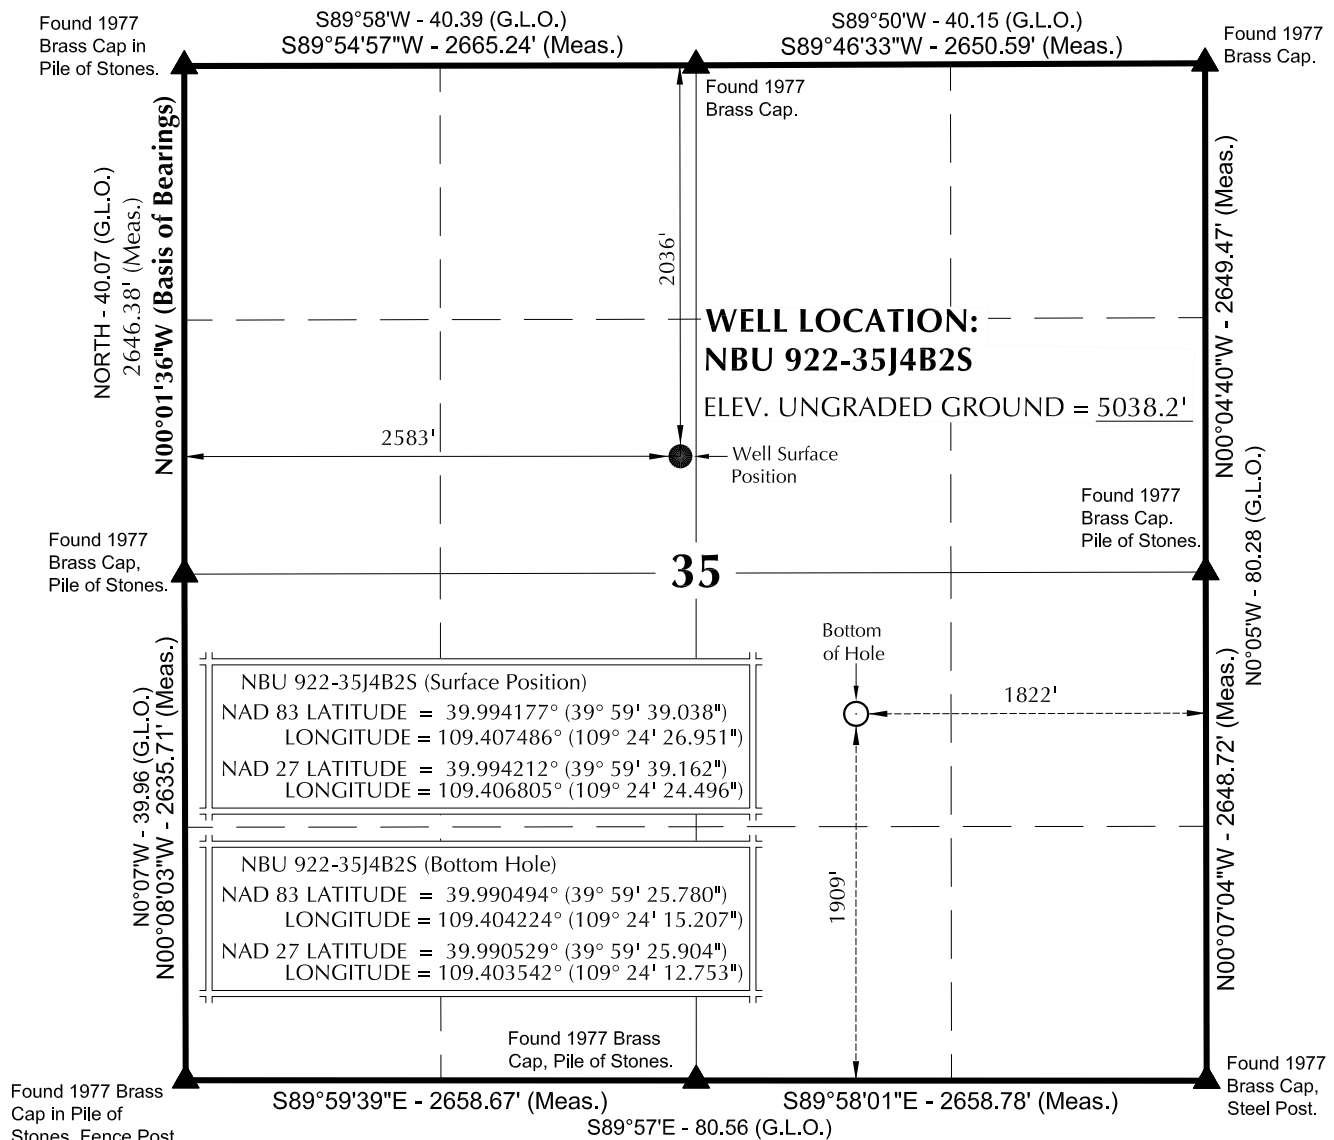 S89°58'W - 40.39 (G.L.O.)
S89°54'57"W - 2665.24' (Meas.)
S89°50'W - 40.15 (G.L.O.)
S89°46'33"W - 2650.59' (Meas.)
Found 1977
Brass Cap in
Pile of Stones.
Found 1977
Brass Cap.
Found 1977
Brass Cap.
NORTH - 40.07 (G.L.O.)
2646.38' (Meas.)
N00°01'36"W (Basis of Bearings)
2036'
N00°04'40"W - 2649.47' (Meas.)
WELL LOCATION:
NBU 922-35J4B2S
ELEV. UNGRADED GROUND = 5038.2'
2583'
Well Surface
Position
N0°05'W - 80.28 (G.L.O.)
Found 1977
Brass Cap.
Pile of Stones.
Found 1977
Brass Cap,
Pile of Stones.
35
Bottom
of Hole
1822'
1909'
N0°07'W - 39.96 (G.L.O.)
N00°08'03"W - 2635.71' (Meas.)
N00°07'04"W - 2648.72' (Meas.)
NBU 922-35J4B2S (Surface Position)
NAD 83 LATITUDE = 39.994177° (39° 59' 39.038")
LONGITUDE = 109.407486° (109° 24' 26.951")
NAD 27 LATITUDE = 39.994212° (39° 59' 39.162")
LONGITUDE = 109.406805° (109° 24' 24.496")
NBU 922-35J4B2S (Bottom Hole)
NAD 83 LATITUDE = 39.990494° (39° 59' 25.780")
LONGITUDE = 109.404224° (109° 24' 15.207")
NAD 27 LATITUDE = 39.990529° (39° 59' 25.904")
LONGITUDE = 109.403542° (109° 24' 12.753")
Found 1977 Brass
Cap, Pile of Stones.
Found 1977 Brass
Cap in Pile of
Stones, Fence Post
Found 1977
Brass Cap,
Steel Post.
S89°59'39"E - 2658.67' (Meas.)
S89°58'01"E - 2658.78' (Meas.)
S89°57'E - 80.56 (G.L.O.)